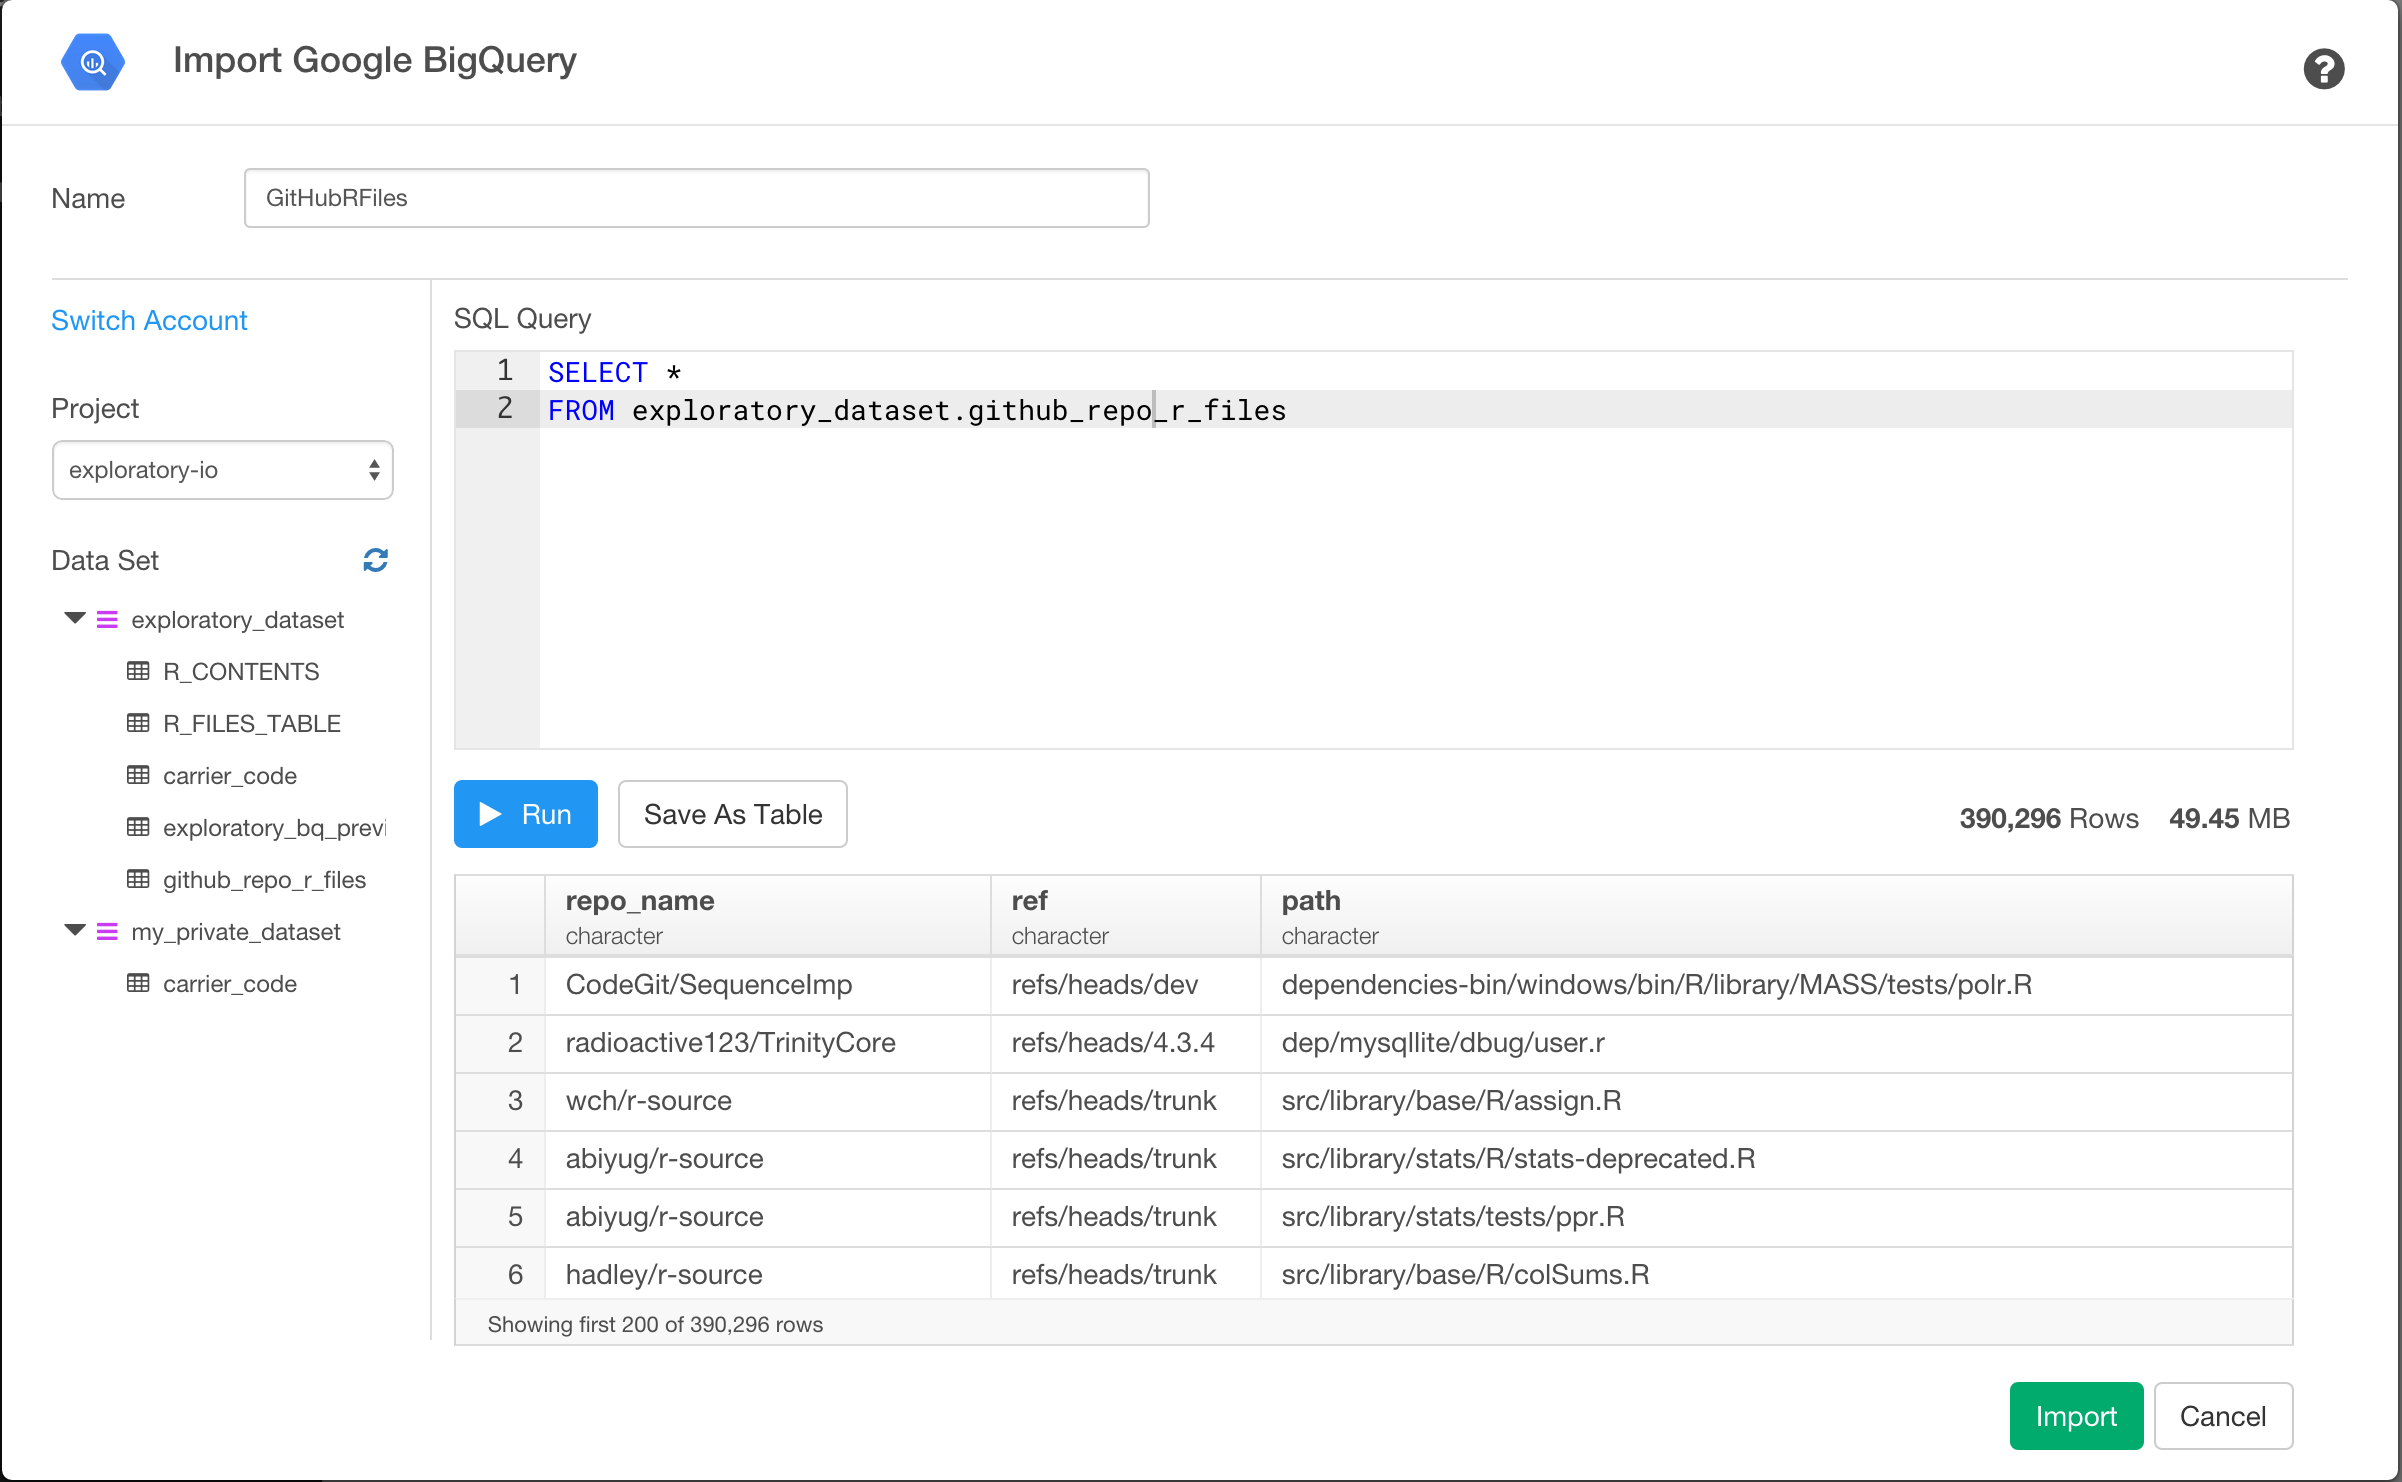 Import Google BigQuery
?
Name
GitHubRFiles
Switch Account
Project
exploratory-io
Data Set
exploratory_dataset
R_CONTENTS
R_FILES_TABLE
carrier_code
exploratory_bq_previ
github_repo_r_files
my_private_dataset
carrier_code
SQL Query
1 SELECT *
2 FROM exploratory_dataset.github_repo_r_files
Run Save As Table 390,296 Rows 49.45 MB
repo_name ref path
character character character
1 CodeGit/SequenceImp refs/heads/dev dependencies-bin/windows/bin/R/library/MASS/tests/polr.R
2 radioactive123/TrinityCore refs/heads/4.3.4 dep/mysqllite/dbug/user.r
3 wch/r-source refs/heads/trunk src/library/base/R/assign.R
4 abiyug/r-source refs/heads/trunk src/library/stats/R/stats-deprecated.R
5 abiyug/r-source refs/heads/trunk src/library/stats/tests/ppr.R
6 hadley/r-source refs/heads/trunk src/library/base/R/colSums.R
Showing first 200 of 390,296 rows
Import Cancel